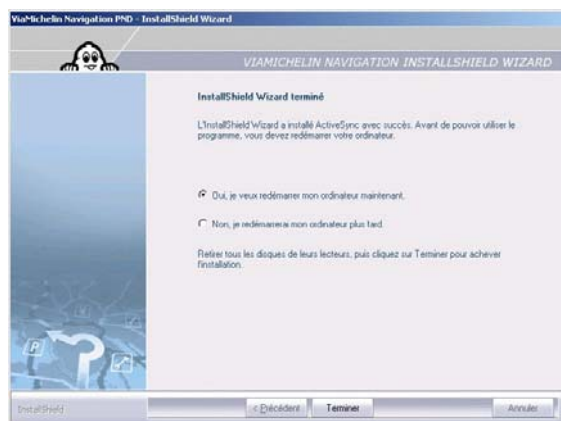 ViaMichelin Navigation PND - InstallShield Wizard
VIAMICHELIN NAVIGATION INSTALLSHIELD WIZARD
InstallShield Wizard terminé
L'InstallShield Wizard a installé ActiveSync avec succès. Avant de pouvoir utiliser le
programme, vous devez redémarrer votre ordinateur.
Oui, je veux redémarrer mon ordinateur maintenant.
Non, je redémarrerai mon ordinateur plus tard.
Retirer tous les disques de leurs lecteurs, puis cliquez sur Terminer pour achever
l'installation.
P
InstallShield
< Précédent
Terminer
Annuler